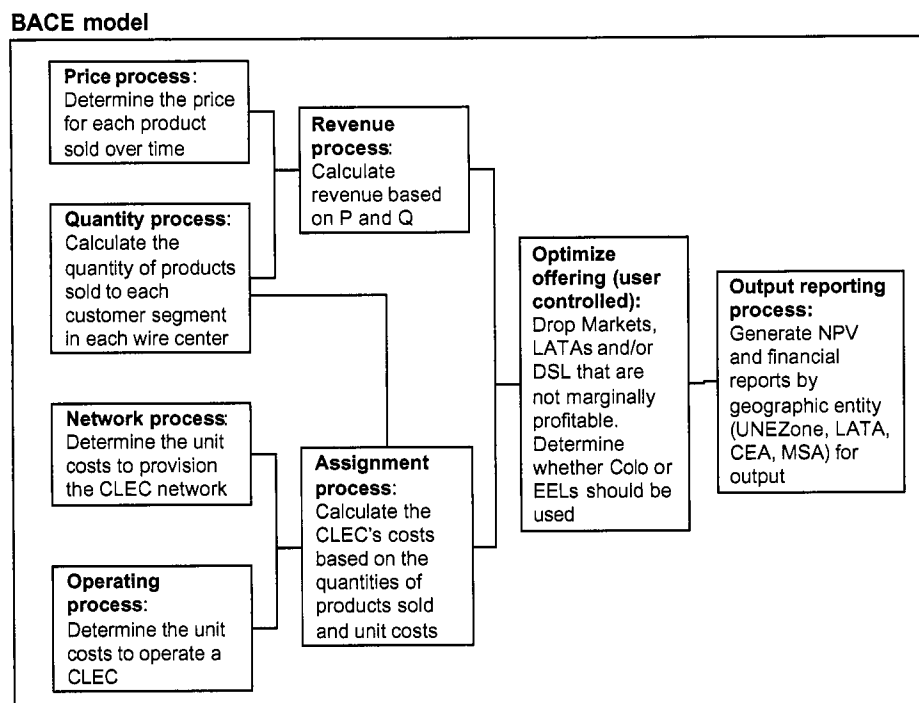 BACE model
Price process:
Determine the price
for each product
sold over time
Quantity process:
Calculate the
quantity of products
sold to each
customer segment
in each wire center
Network process:
Determine the unit
costs to provision
the CLEC network
Operating
process:
Determine the unit
costs to operate a
CLEC
Revenue
process:
Calculate
revenue based
on P and Q
Assignment
process:
Calculate the
CLEC's costs
based on the
quantities of
products sold
and unit costs
Optimize
offering (user
controlled):
Drop Markets,
LATAs and/or
DSL that are
not marginally
profitable.
Determine
whether Colo or
EELs should be
used
Output reporting
process:
Generate NPV
and financial
reports by
geographic entity
(UNEZone, LATA,
CEA, MSA) for
output